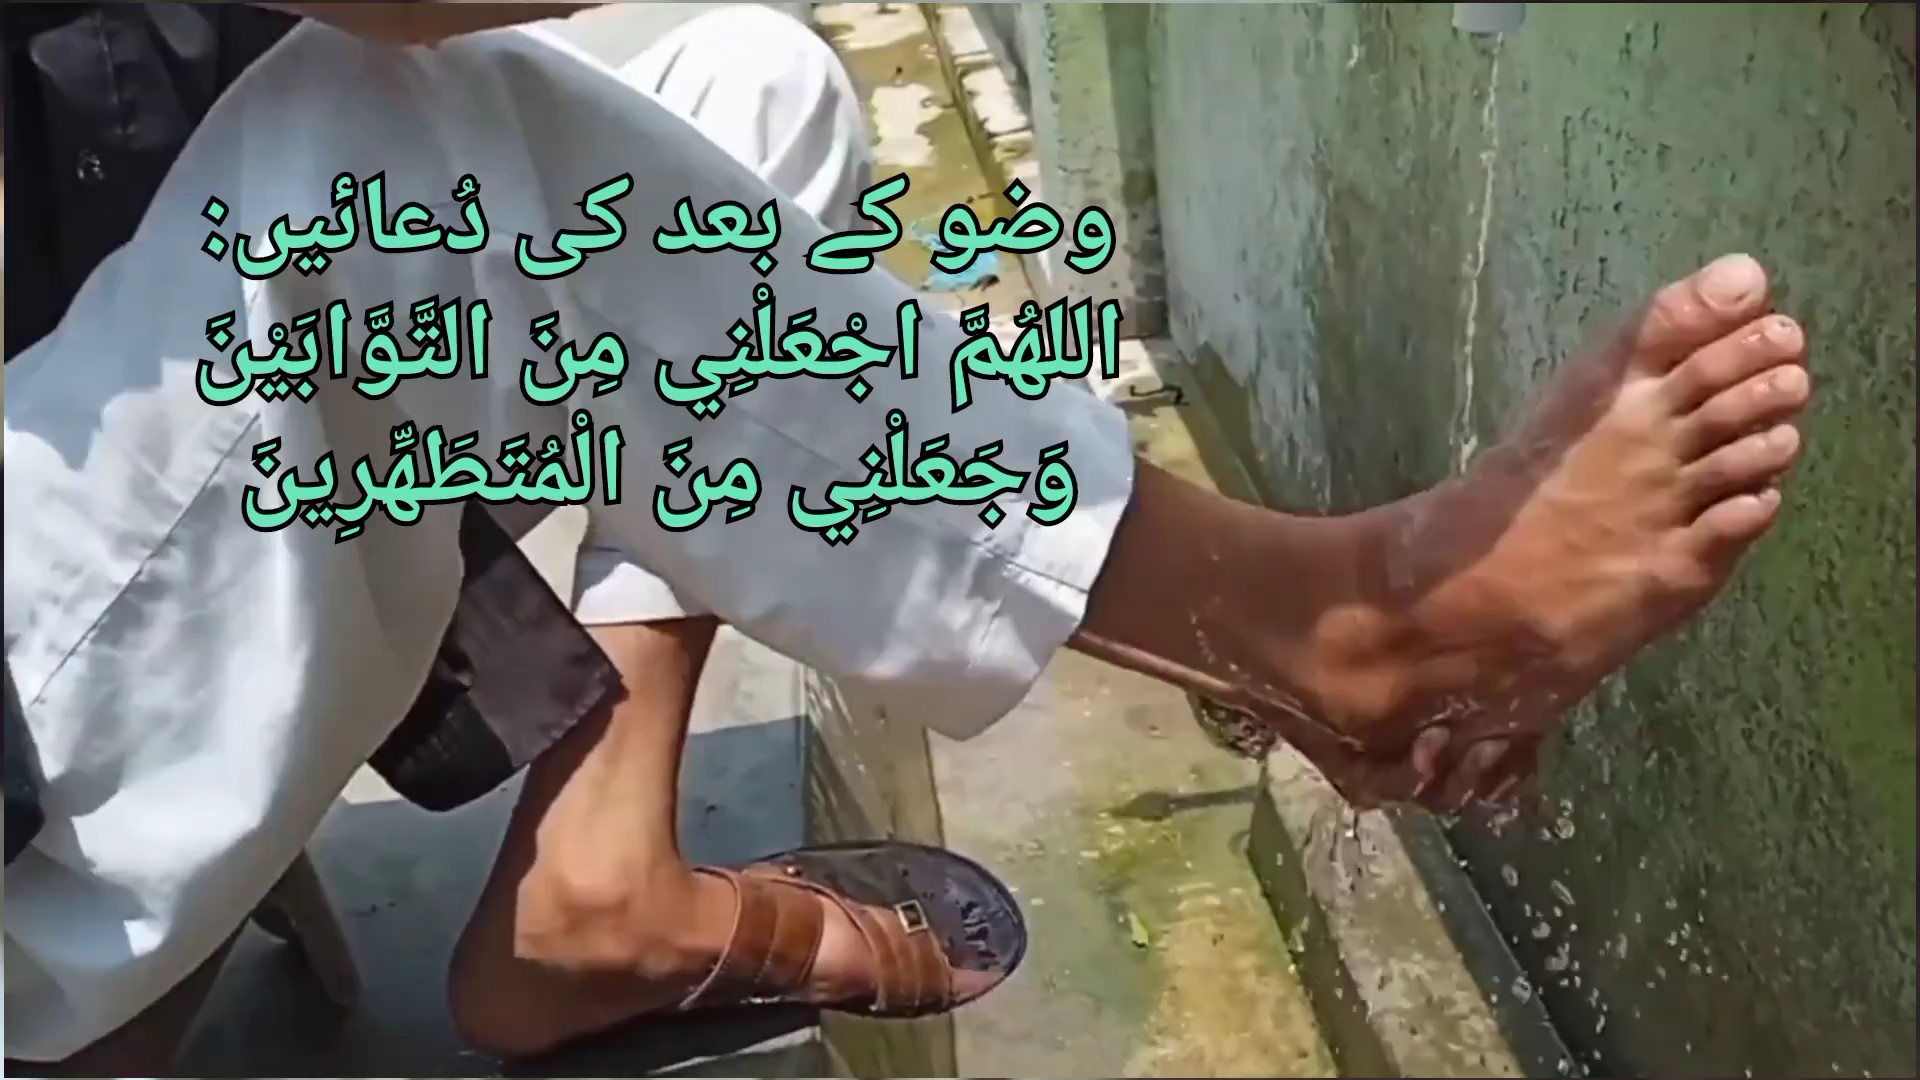 وضو کے بعد کی دُعائیں:
اللهُمَّ اجْعَلْنِي مِنَ التَّوَّابَيْنَ
وَجَعَلْنِي مِنَ الْمُتَطَهِّرِينَ